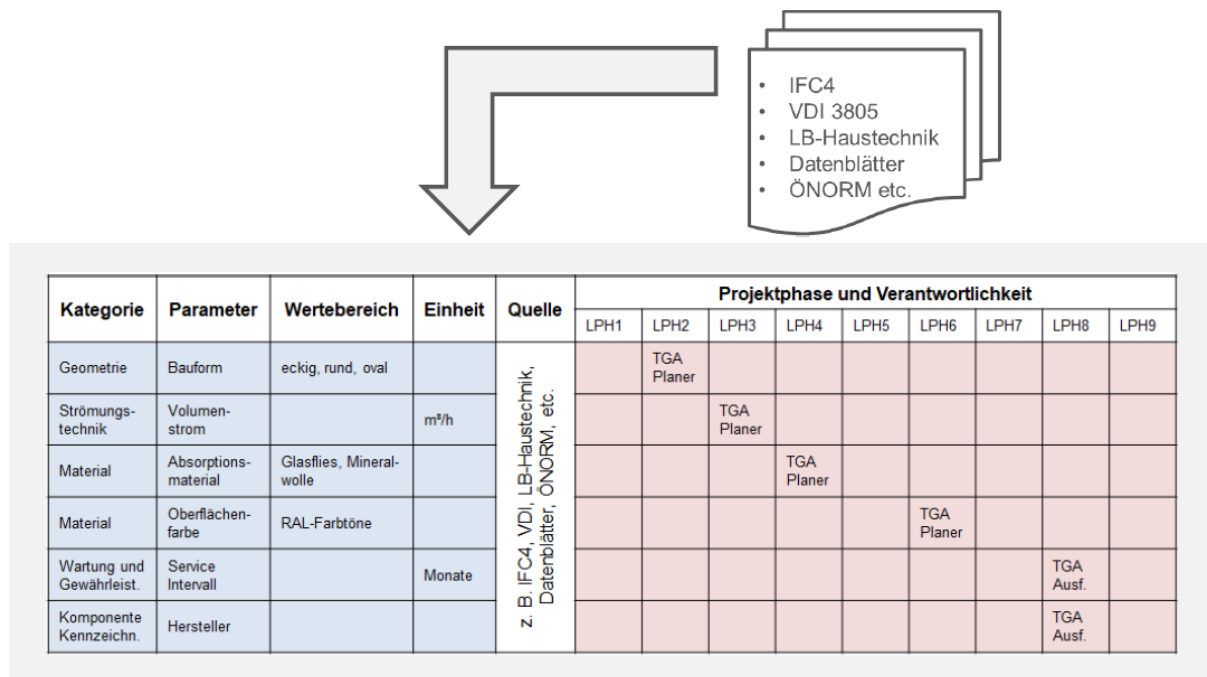 • IFC4
• VDI 3805
• LB-Haustechnik
• Datenblätter
• ÖNORM etc.
Kategorie Parameter Wertebereich Einheit Quelle Projektphase und Verantwortlichkeit
LPH1 LPH2 LPH3 LPH4 LPH5 LPH6 LPH7 LPH8 LPH9
z. B. IFC4, VDI, LB-Haustechnik,
Datenblätter, ÖNORM, etc.
Geometrie Bauform eckig, rund, oval TGA
Planer
Strömungs-
technik
Volumen-
strom
m³/h
TGA
Planer
Material
Absorptions-
material
Glasflies, Mineral-
wolle
TGA
Planer
Material
Oberflächen-
farbe
RAL-Farbtöne
TGA
Planer
Wartung und
Gewährleist.
Service
Intervall
Monate
TGA
Ausf.
Komponente
Kennzeichn.
Hersteller
TGA
Ausf.